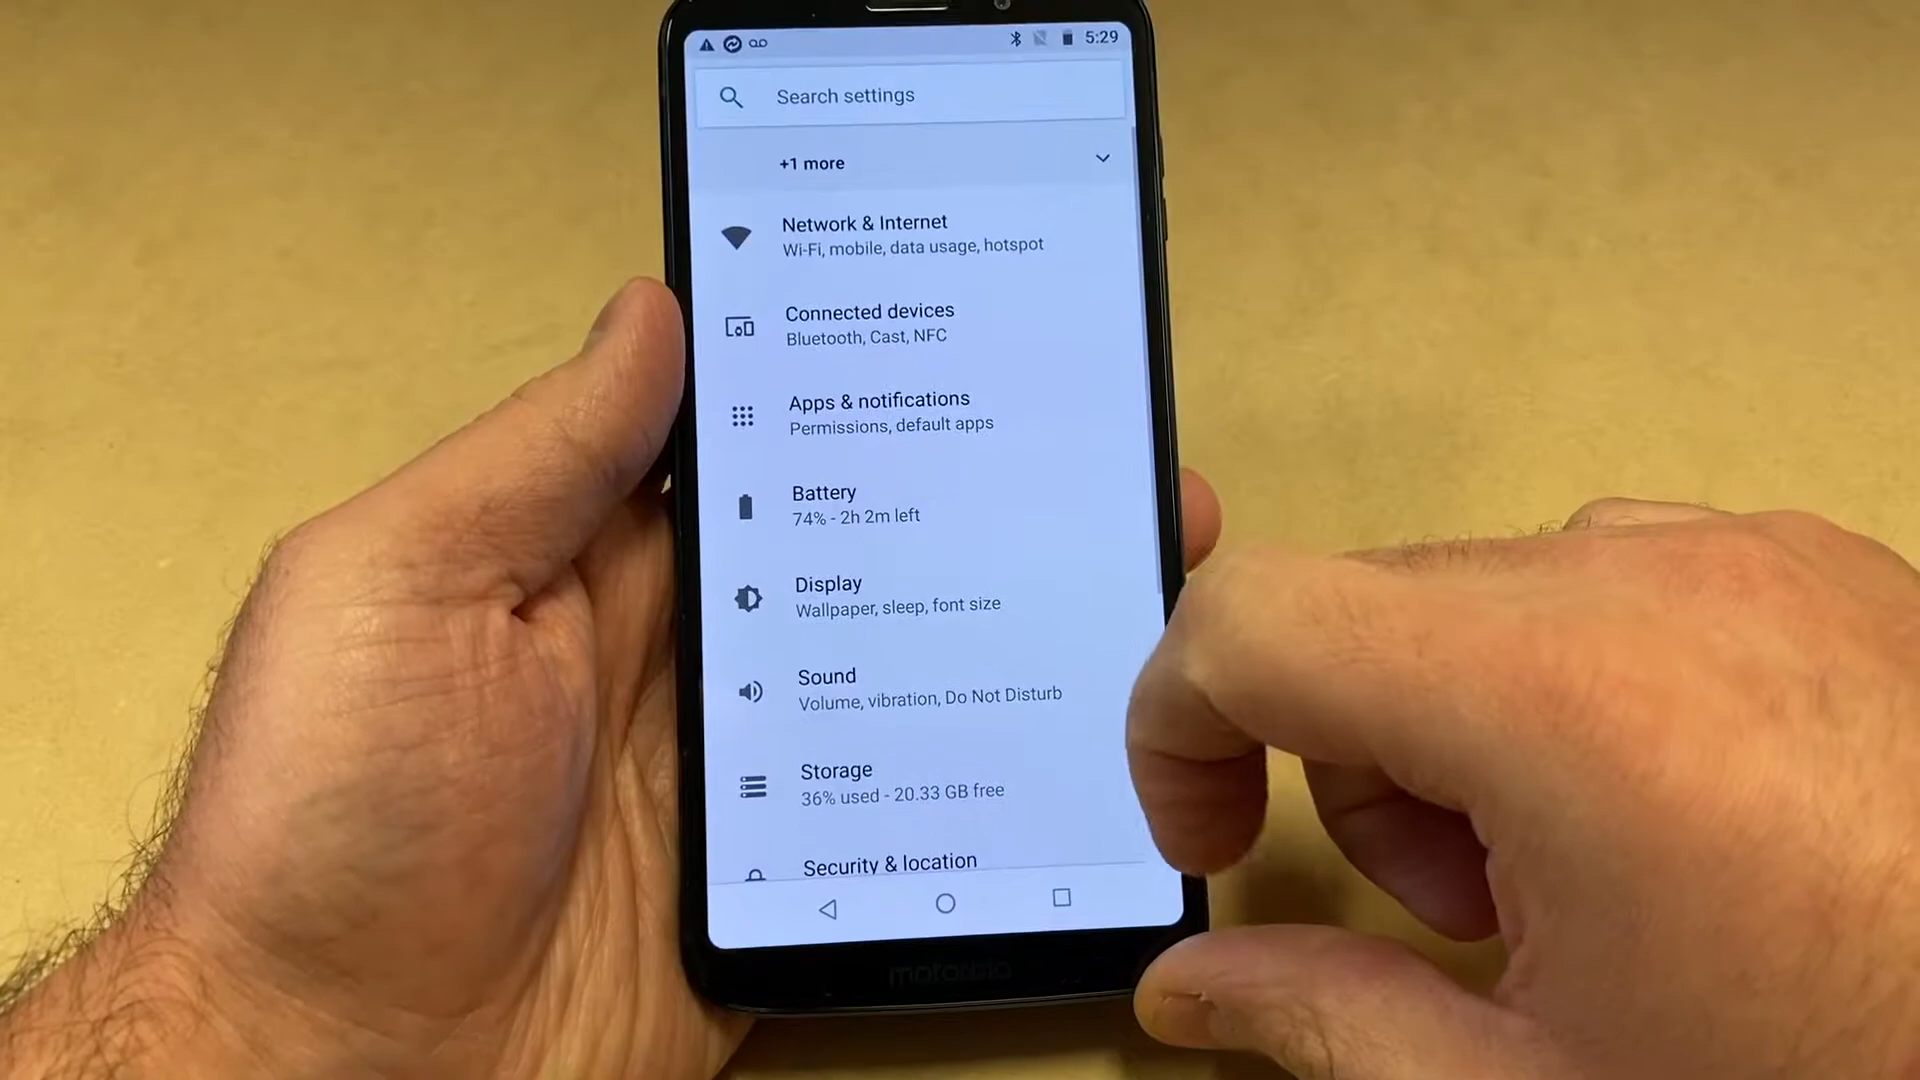 5:29
Search settings
+1 more
Network & Internet
Wi-Fi, mobile, data usage, hotspot
Connected devices
Bluetooth, Cast, NFC
Apps & notifications
Permissions, default apps
Battery
74% - 2h 2m left
Display
Wallpaper, sleep, font size
Sound
Volume, vibration, Do Not Disturb
Storage
36% used - 20.33 GB free
Security & location
motorola